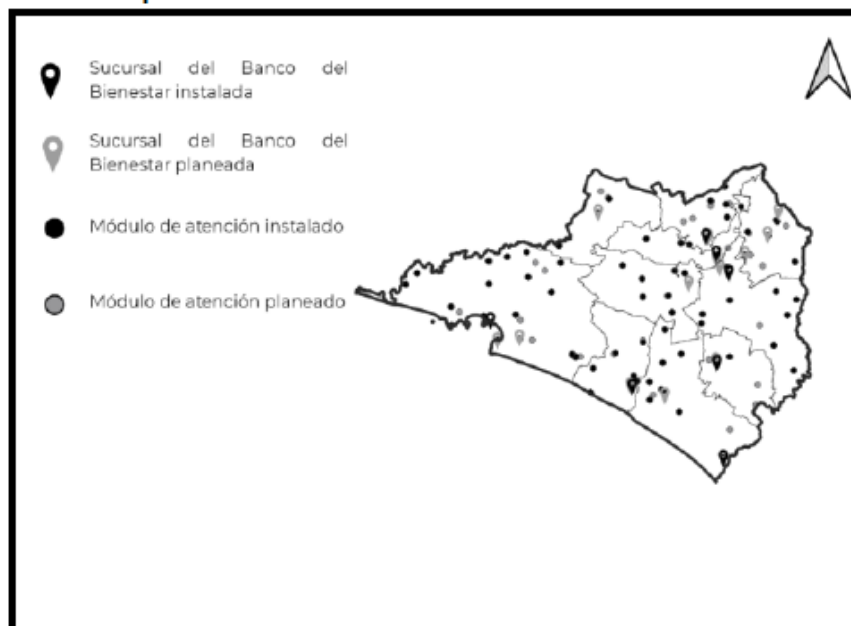 Sucursal del Banco del
Bienestar instalada
Sucursal del Banco del
Bienestar planeada
Módulo de atención instalado
Módulo de atención planeado